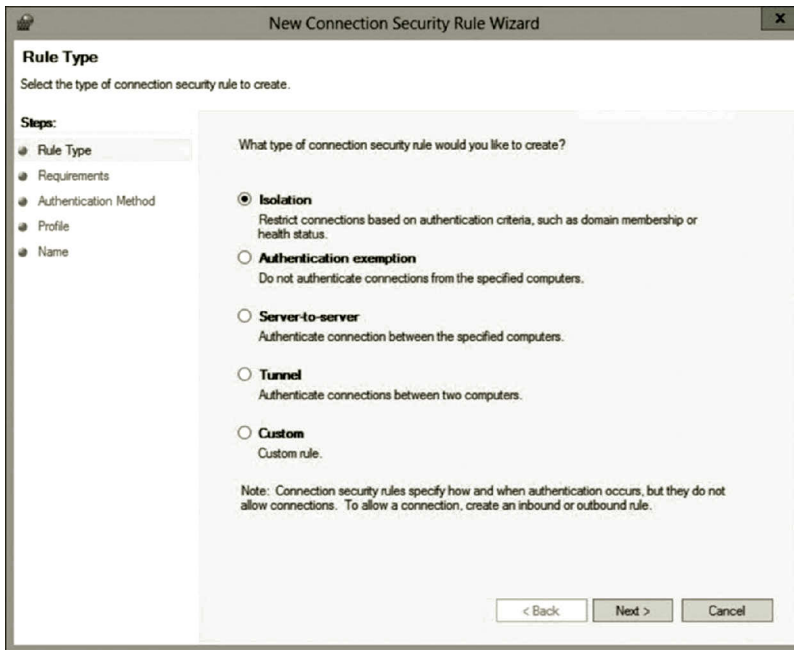 New Connection Security Rule Wizard
x
Rule Type
Select the type of connection security rule to create.
Steps:
Rule Type
Requirements
Authentication Method
Profile
Name
What type of connection security rule would you like to create?
Isolation
Restrict connections based on authentication criteria, such as domain membership or
health status.
Authentication exemption
Do not authenticate connections from the specified computers.
Server-to-server
Authenticate connection between the specified computers.
Tunnel
Authenticate connections between two computers.
Custom
Custom rule.
Note: Connection security rules specify how and when authentication occurs, but they do not
allow connections. To allow a connection, create an inbound or outbound rule.
< Back
Next >
Cancel